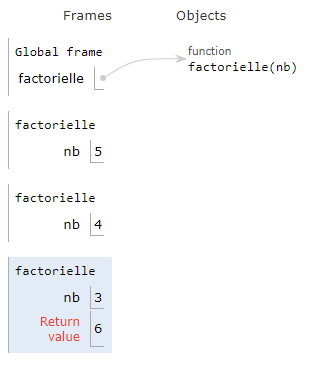 Frames Objects
Global frame
factorielle
function
factorielle(nb)
factorielle
nb 5
factorielle
nb 4
factorielle
nb 3
Return
value 6